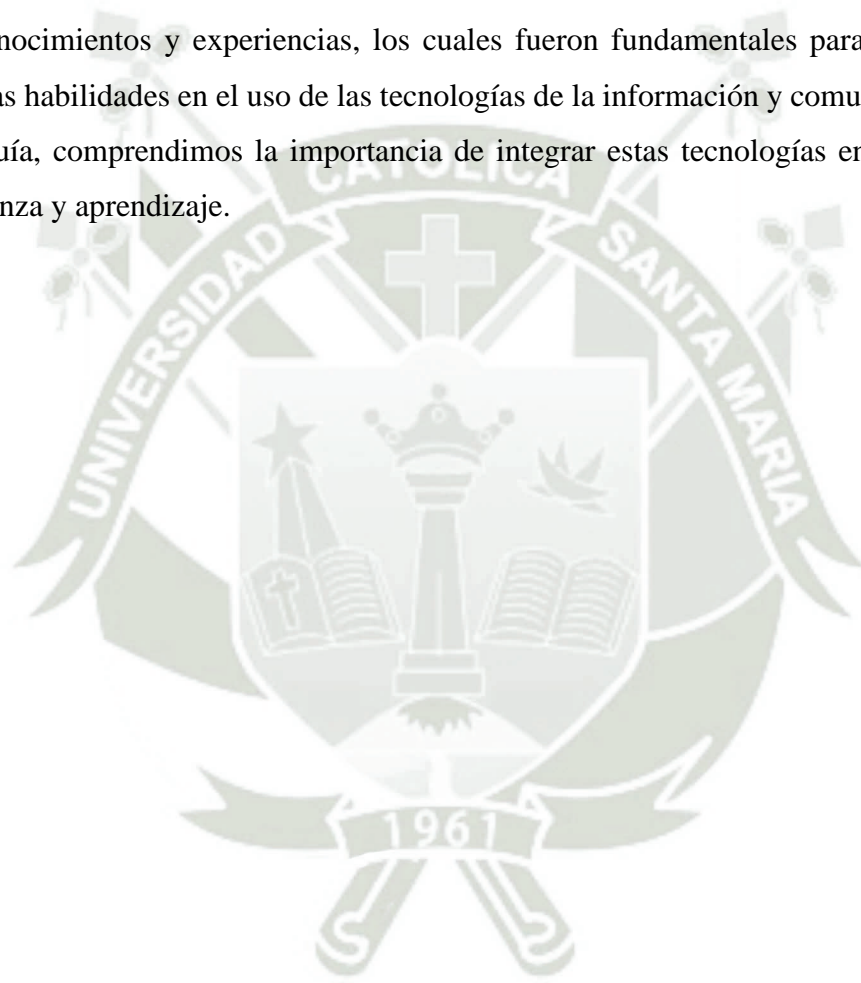 nocimientos y experiencias, los cuales fueron fundamentales para
as habilidades en el uso de las tecnologías de la información y comu
uía, comprendimos la importancia de integrar estas tecnologías en
nza y aprendizaje.
UNIVERSIDAD CATOLICA SANTA MARIA
1961